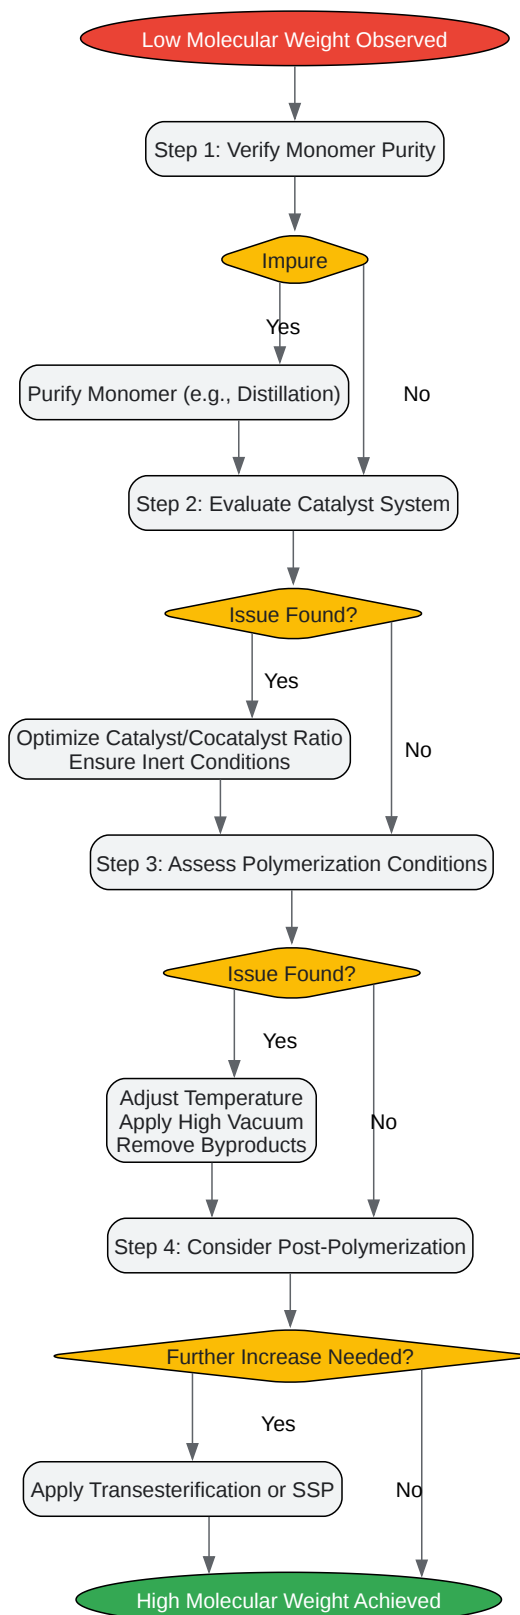 Low Molecular Weight Observed
Step 1: Verify Monomer Purity
Impure
Yes
Purify Monomer (e.g., Distillation)
No
Step 2: Evaluate Catalyst System
Issue Found?
Yes
Optimize Catalyst/Cocatalyst Ratio
Ensure Inert Conditions
No
Step 3: Assess Polymerization Conditions
Issue Found?
Yes
Adjust Temperature
Apply High Vacuum
Remove Byproducts
No
Step 4: Consider Post-Polymerization
Further Increase Needed?
Yes
Apply Transesterification or SSP
No
High Molecular Weight Achieved